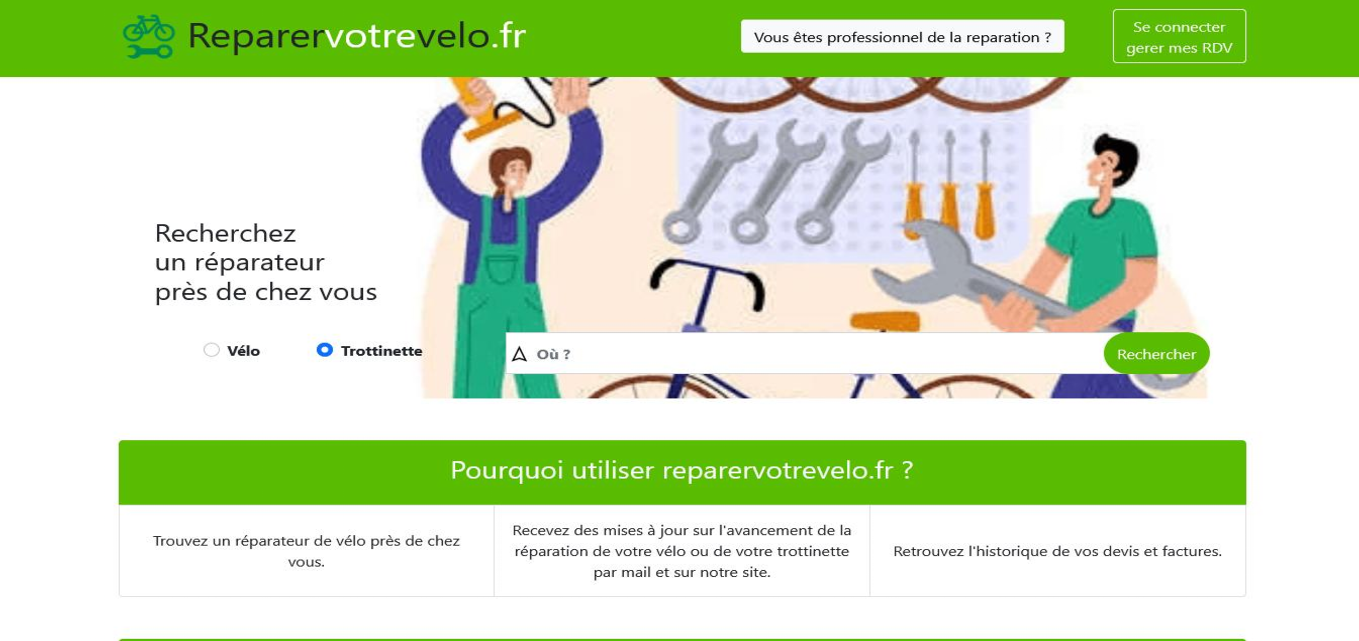 Reparervotrevelo.fr
Vous êtes professionnel de la reparation ?
Se connecter
gerer mes RDV
Recherchez
un réparateur
près de chez vous
Vélo
Trottinette
Où ?
Rechercher
Pourquoi utiliser reparervotrevelo.fr ?
Trouvez un réparateur de vélo près de chez
vous.
Recevez des mises à jour sur l'avancement de la
réparation de votre vélo ou de votre trottinette
par mail et sur notre site.
Retrouvez l'historique de vos devis et factures.